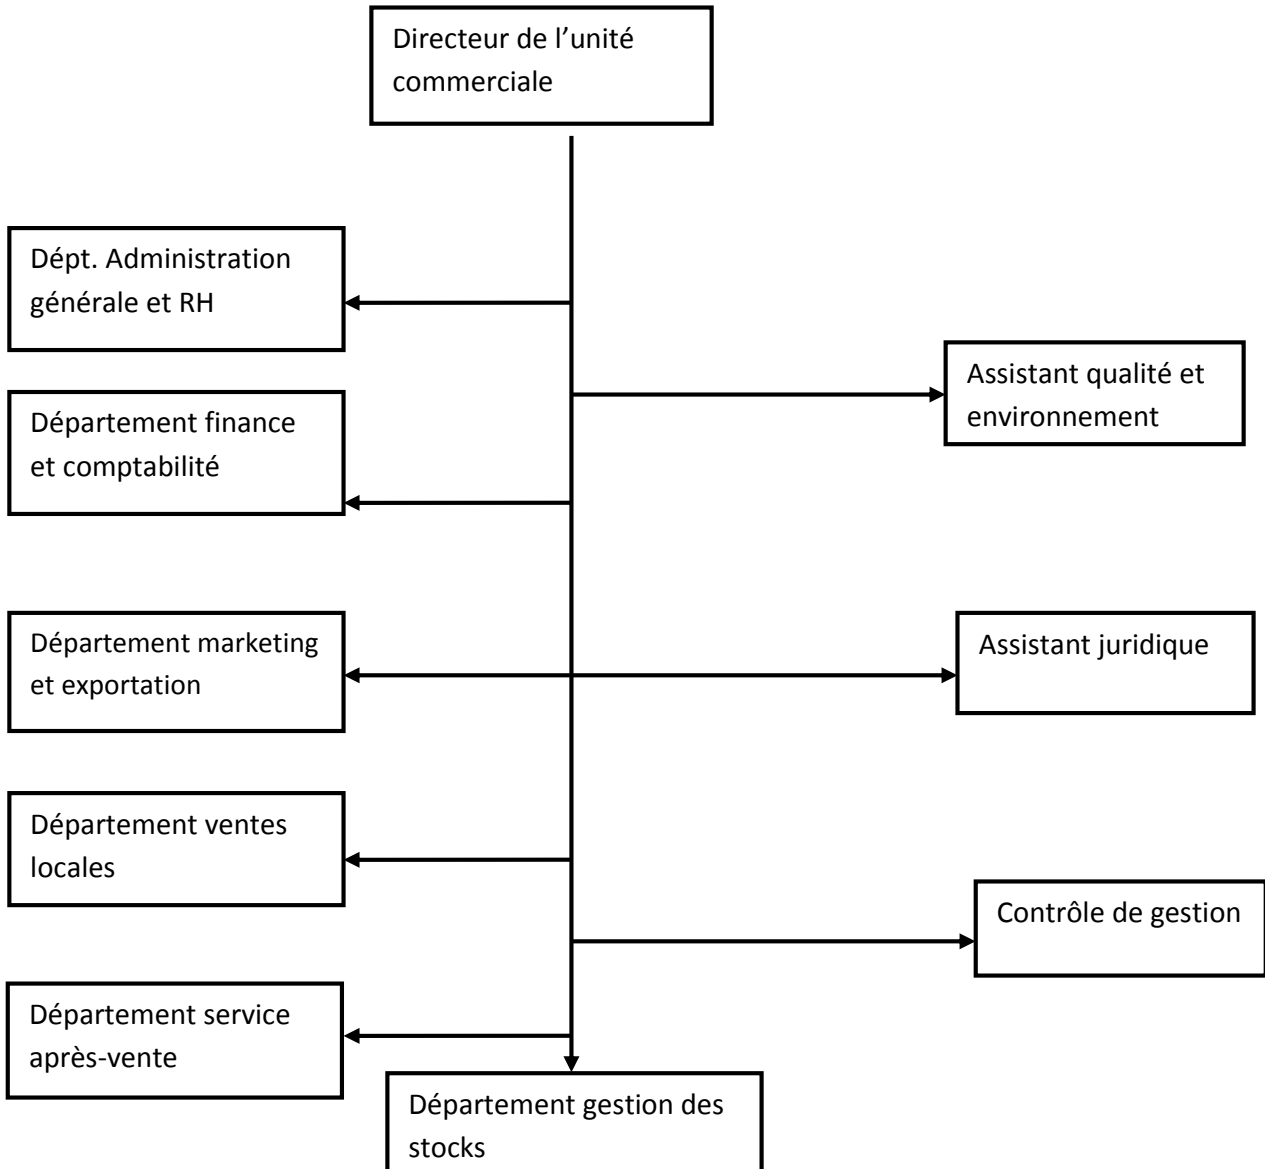 Directeur de l’unité
commerciale
Dépt. Administration
générale et RH
Assistant qualité et
environnement
Département finance
et comptabilité
Département marketing
et exportation
Assistant juridique
Département ventes
locales
Contrôle de gestion
Département service
après-vente
Département gestion des
stocks